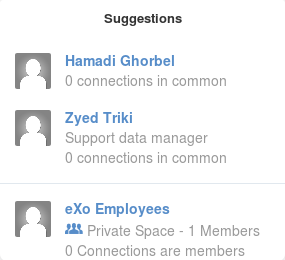 Suggestions
Hamadi Ghorbel
0 connections in common
Zyed Triki
Support data manager
0 connections in common
eXo Employees
Private Space - 1 Members
0 Connections are members